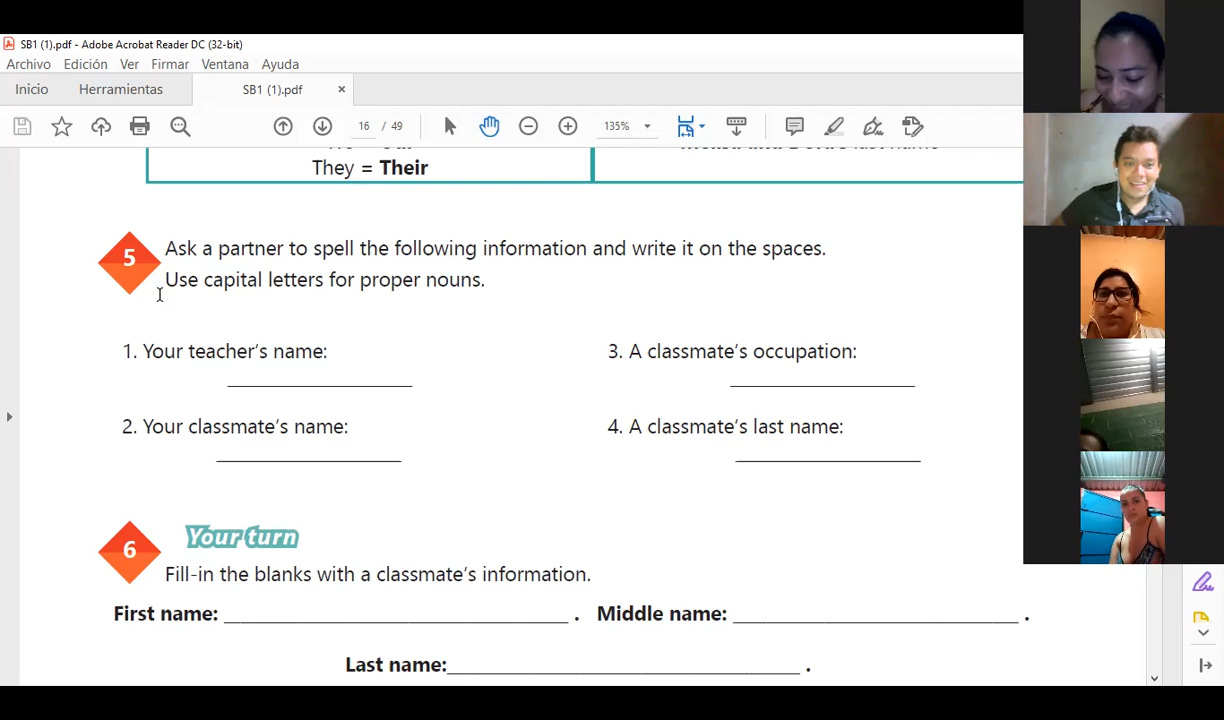 SB1 (1).pdf - Adobe Acrobat Reader DC (32-bit)
Archivo Edición Ver Firmar Ventana Ayuda
Inicio Herramientas SB1 (1).pdf ×
16 / 49 135%
They = Their
5
Ask a partner to spell the following information and write it on the spaces.
Use capital letters for proper nouns.
1. Your teacher's name:
3. A classmate's occupation:
2. Your classmate's name:
4. A classmate's last name:
6
Your turn
Fill-in the blanks with a classmate's information.
First name: ______ . Middle name: ______ .
Last name: ______ .